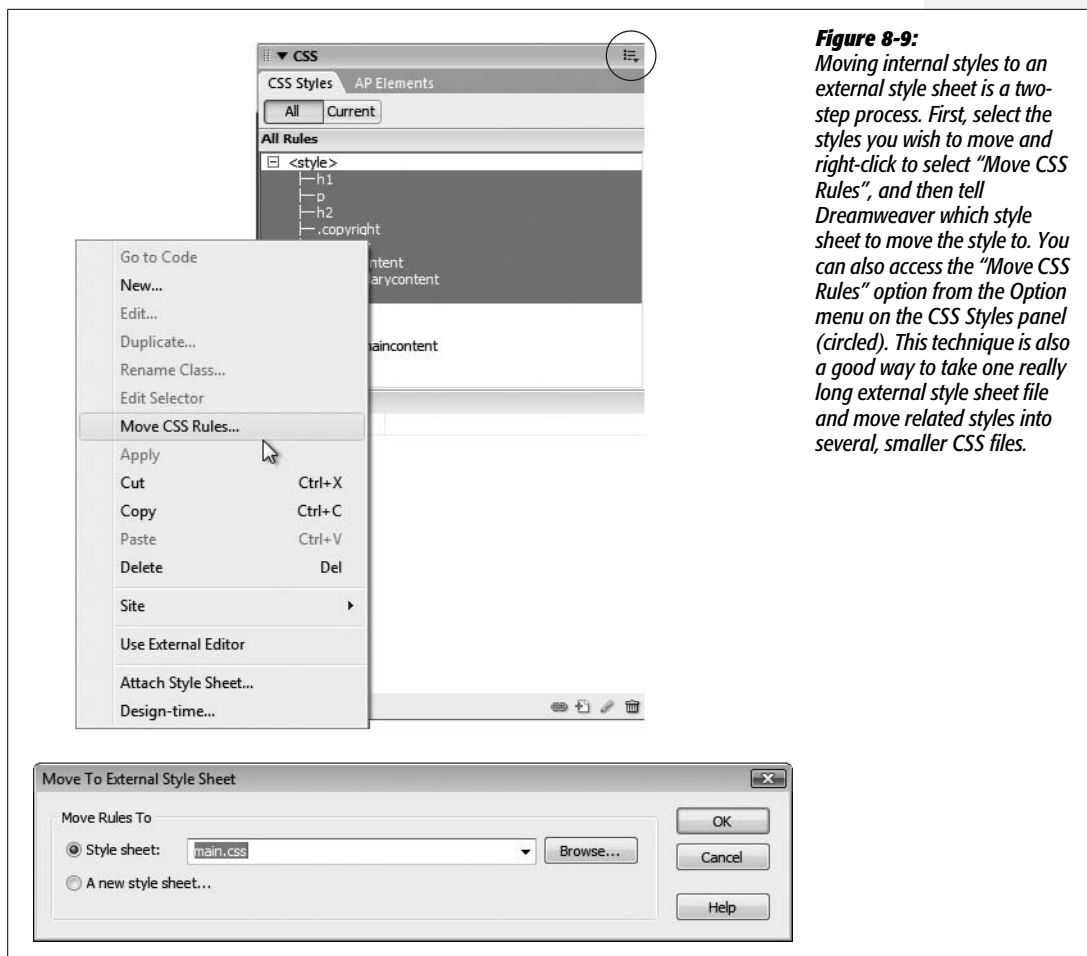 CSS
CSS Styles AP Elements
All Current
All Rules
<style>
h1
p
h2
.copyright
Go to Code
New...
Edit...
Duplicate...
Rename Class...
Edit Selector
Move CSS Rules...
Apply
Cut Ctrl+X
Copy Ctrl+C
Paste Ctrl+V
Delete Del
Site
Use External Editor
Attach Style Sheet...
Design-time...
Move To External Style Sheet
Move Rules To
Style sheet: main.css Browse...
A new style sheet...
OK
Cancel
Help
Figure 8-9:
Moving internal styles to an
external style sheet is a two-
step process. First, select the
styles you wish to move and
right-click to select “Move CSS
Rules”, and then tell
Dreamweaver which style
sheet to move the style to. You
can also access the “Move CSS
Rules” option from the Option
menu on the CSS Styles panel
(circled). This technique is also
a good way to take one really
long external style sheet file
and move related styles into
several, smaller CSS files.